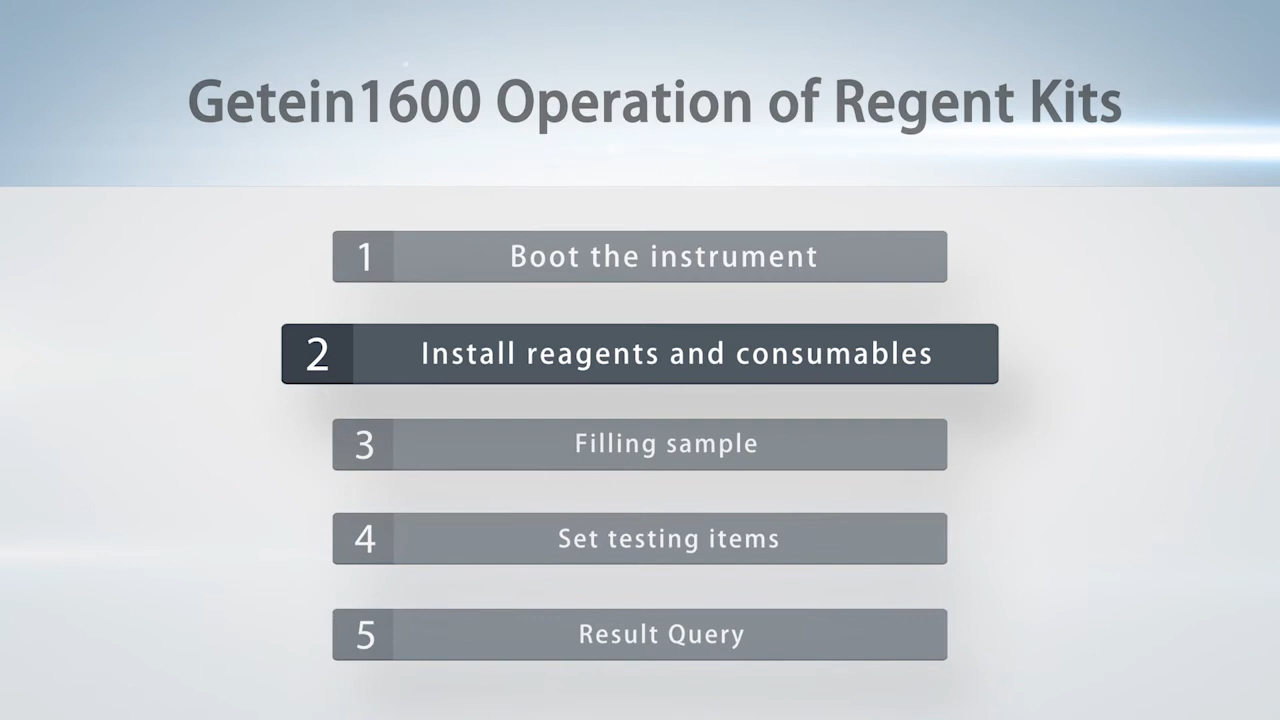 Getein1600 Operation of Regent Kits
1 Boot the instrument
2 Install reagents and consumables
3 Filling sample
4 Set testing items
5 Result Query